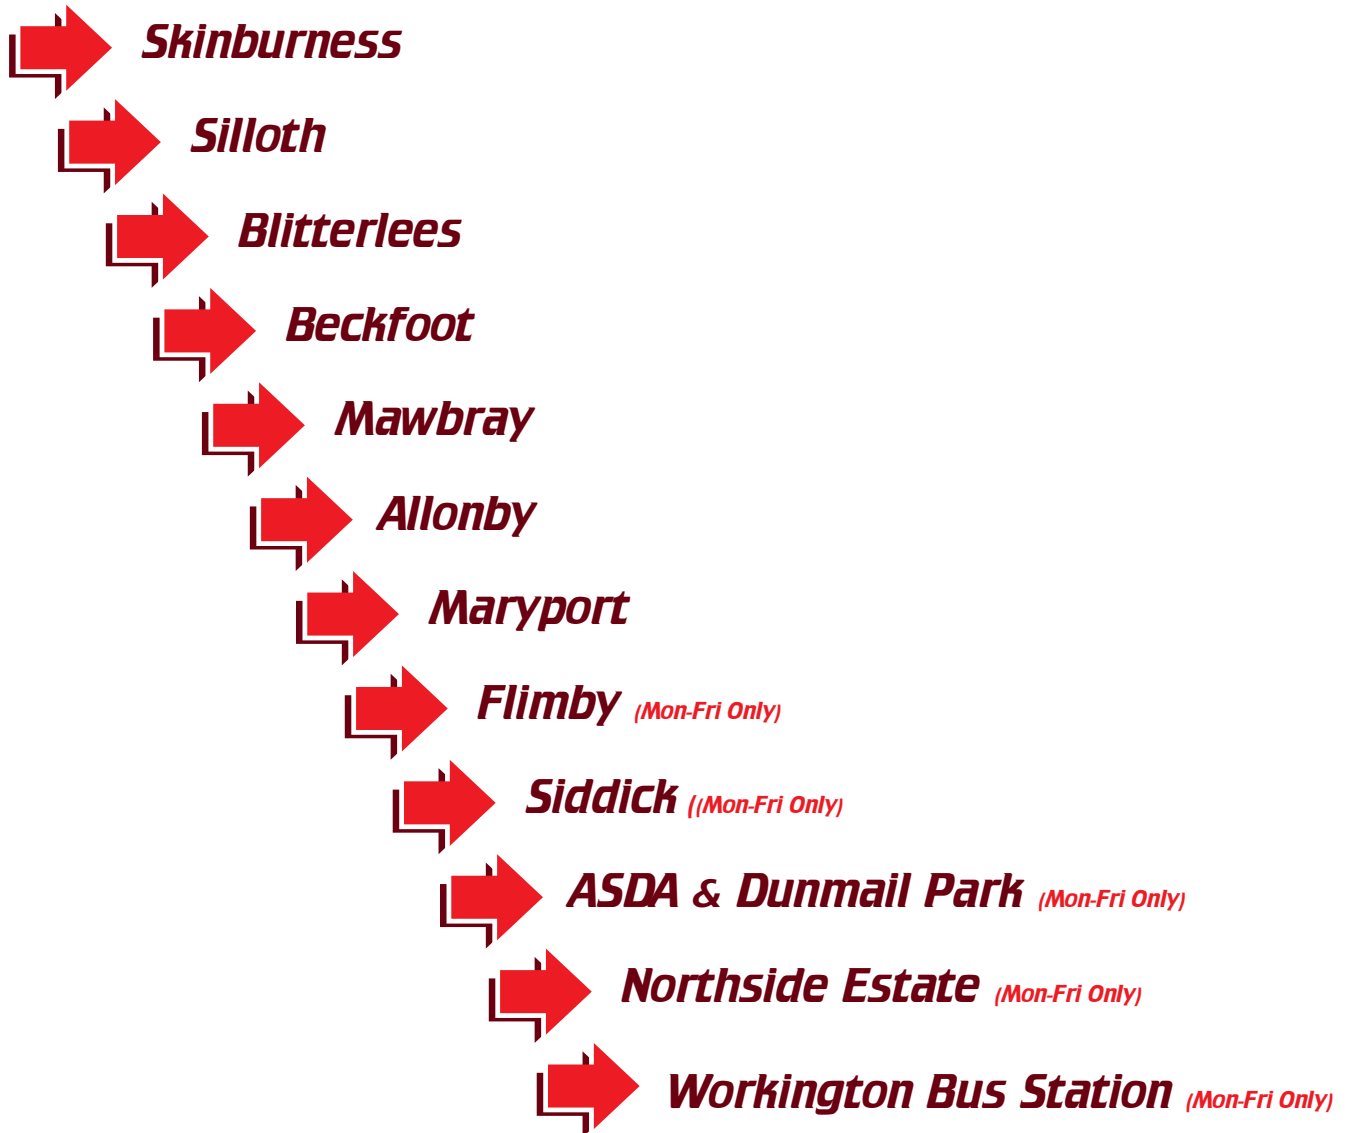 Skinburness
Silloth
Blitterlees
Beckfoot
Mawbray
Allonby
Maryport
Flimby (Mon-Fri Only)
Siddick ((Mon-Fri Only)
ASDA & Dunmail Park (Mon-Fri Only)
Northside Estate (Mon-Fri Only)
Workington Bus Station (Mon-Fri Only)